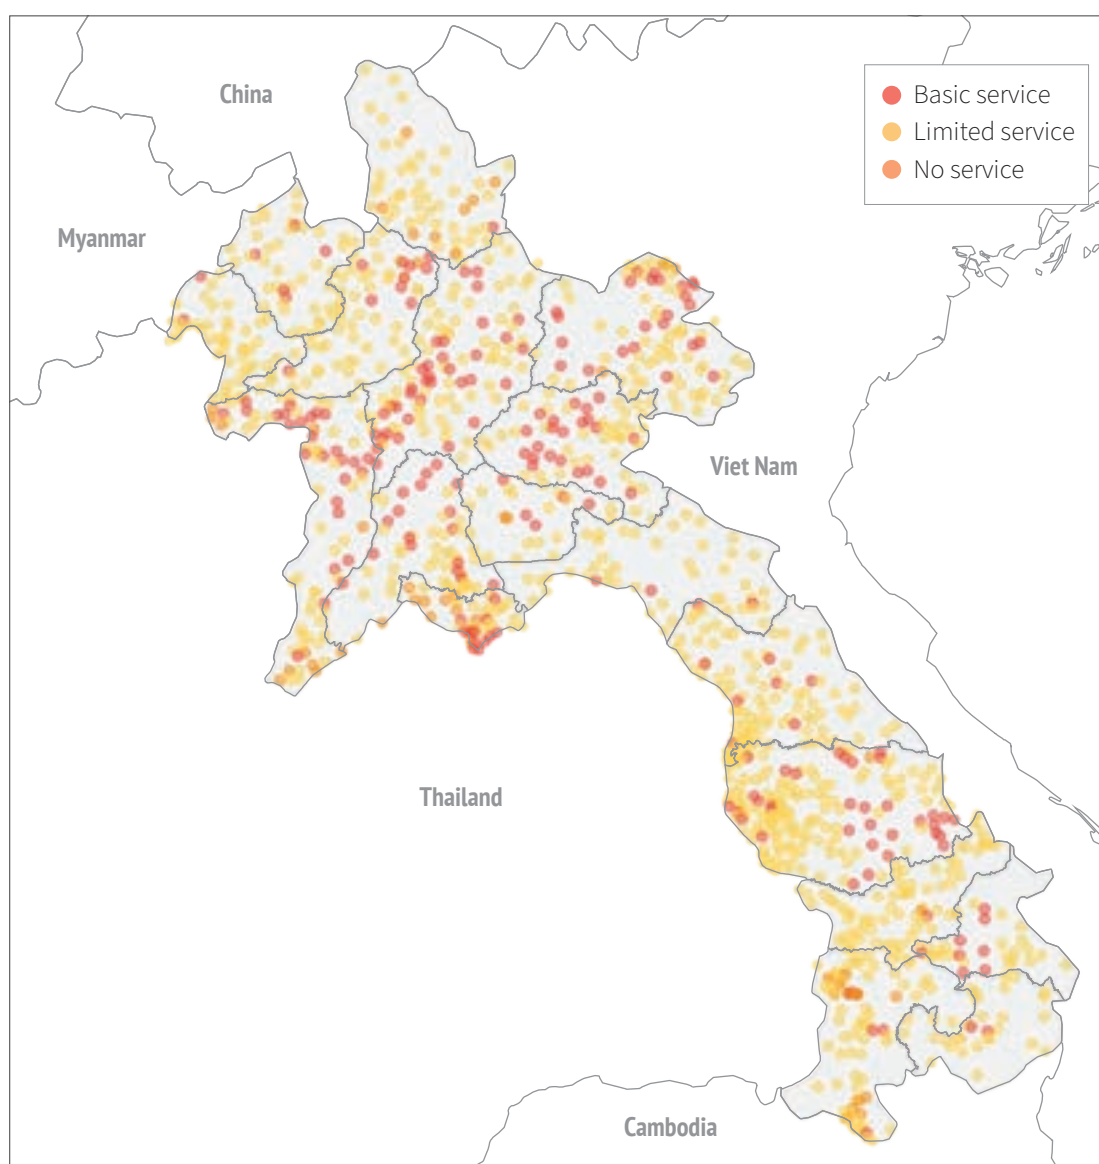 China
Basic service
Limited service
No service
Myanmar
Viet Nam
Thailand
Cambodia